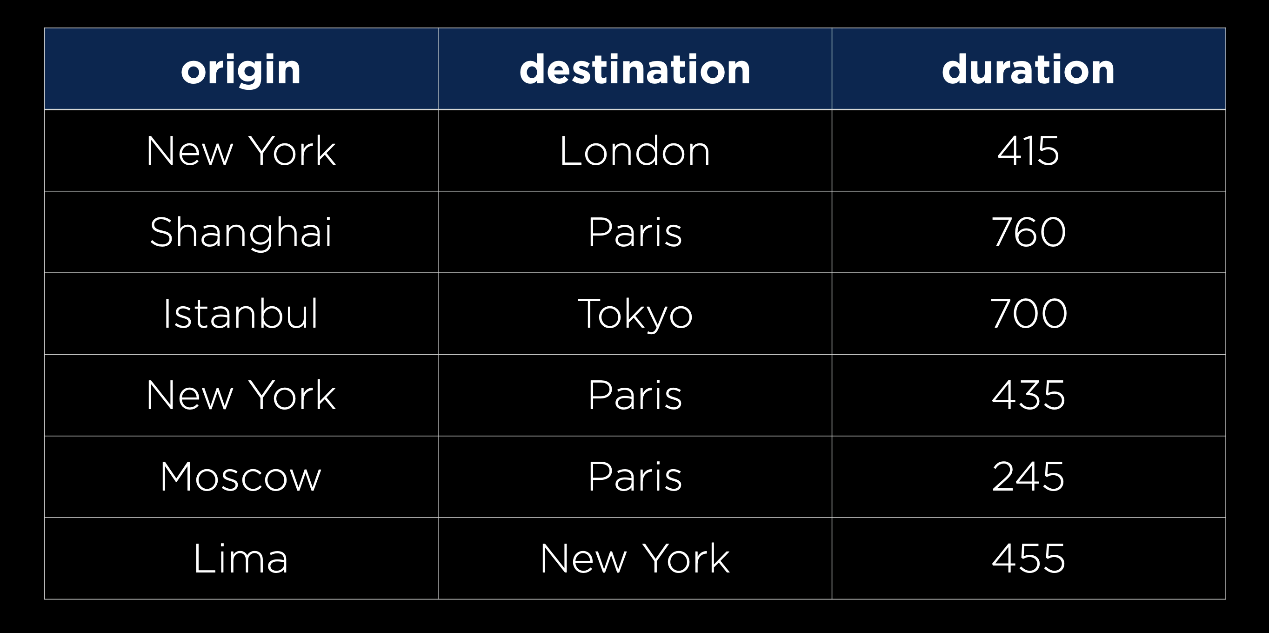 origin destination duration
New York London 415
Shanghai Paris 760
Istanbul Tokyo 700
New York Paris 435
Moscow Paris 245
Lima New York 455